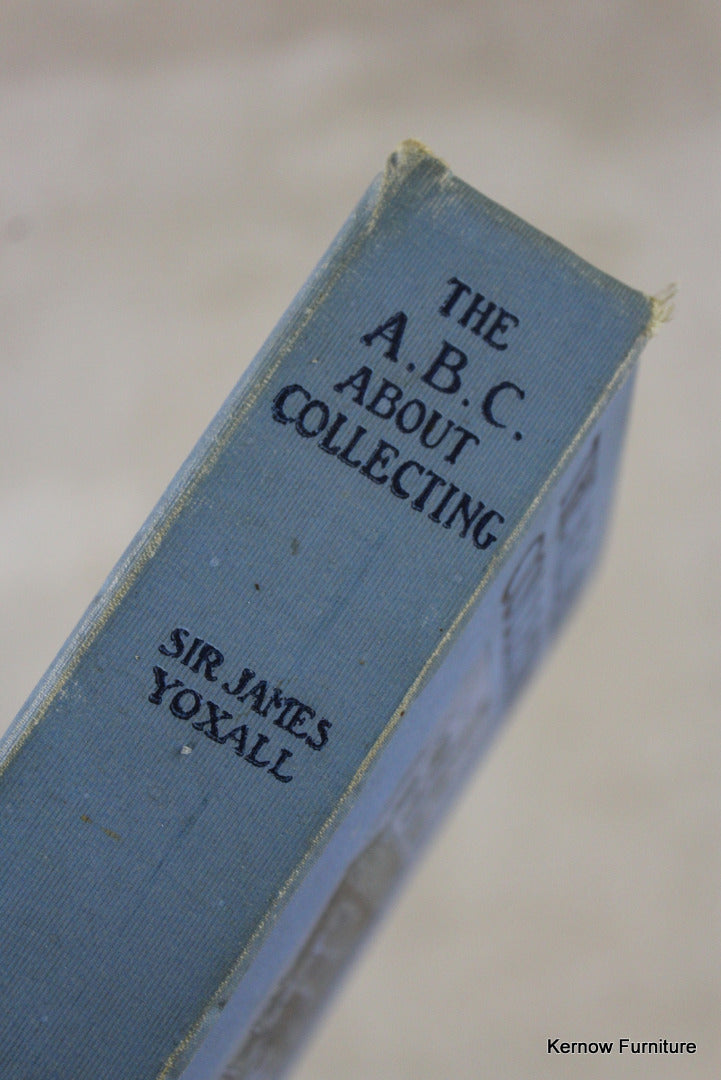 THE
A.B.C.
ABOUT
COLLECTING
SIR JAMES
YOXALL
Kernow Furniture